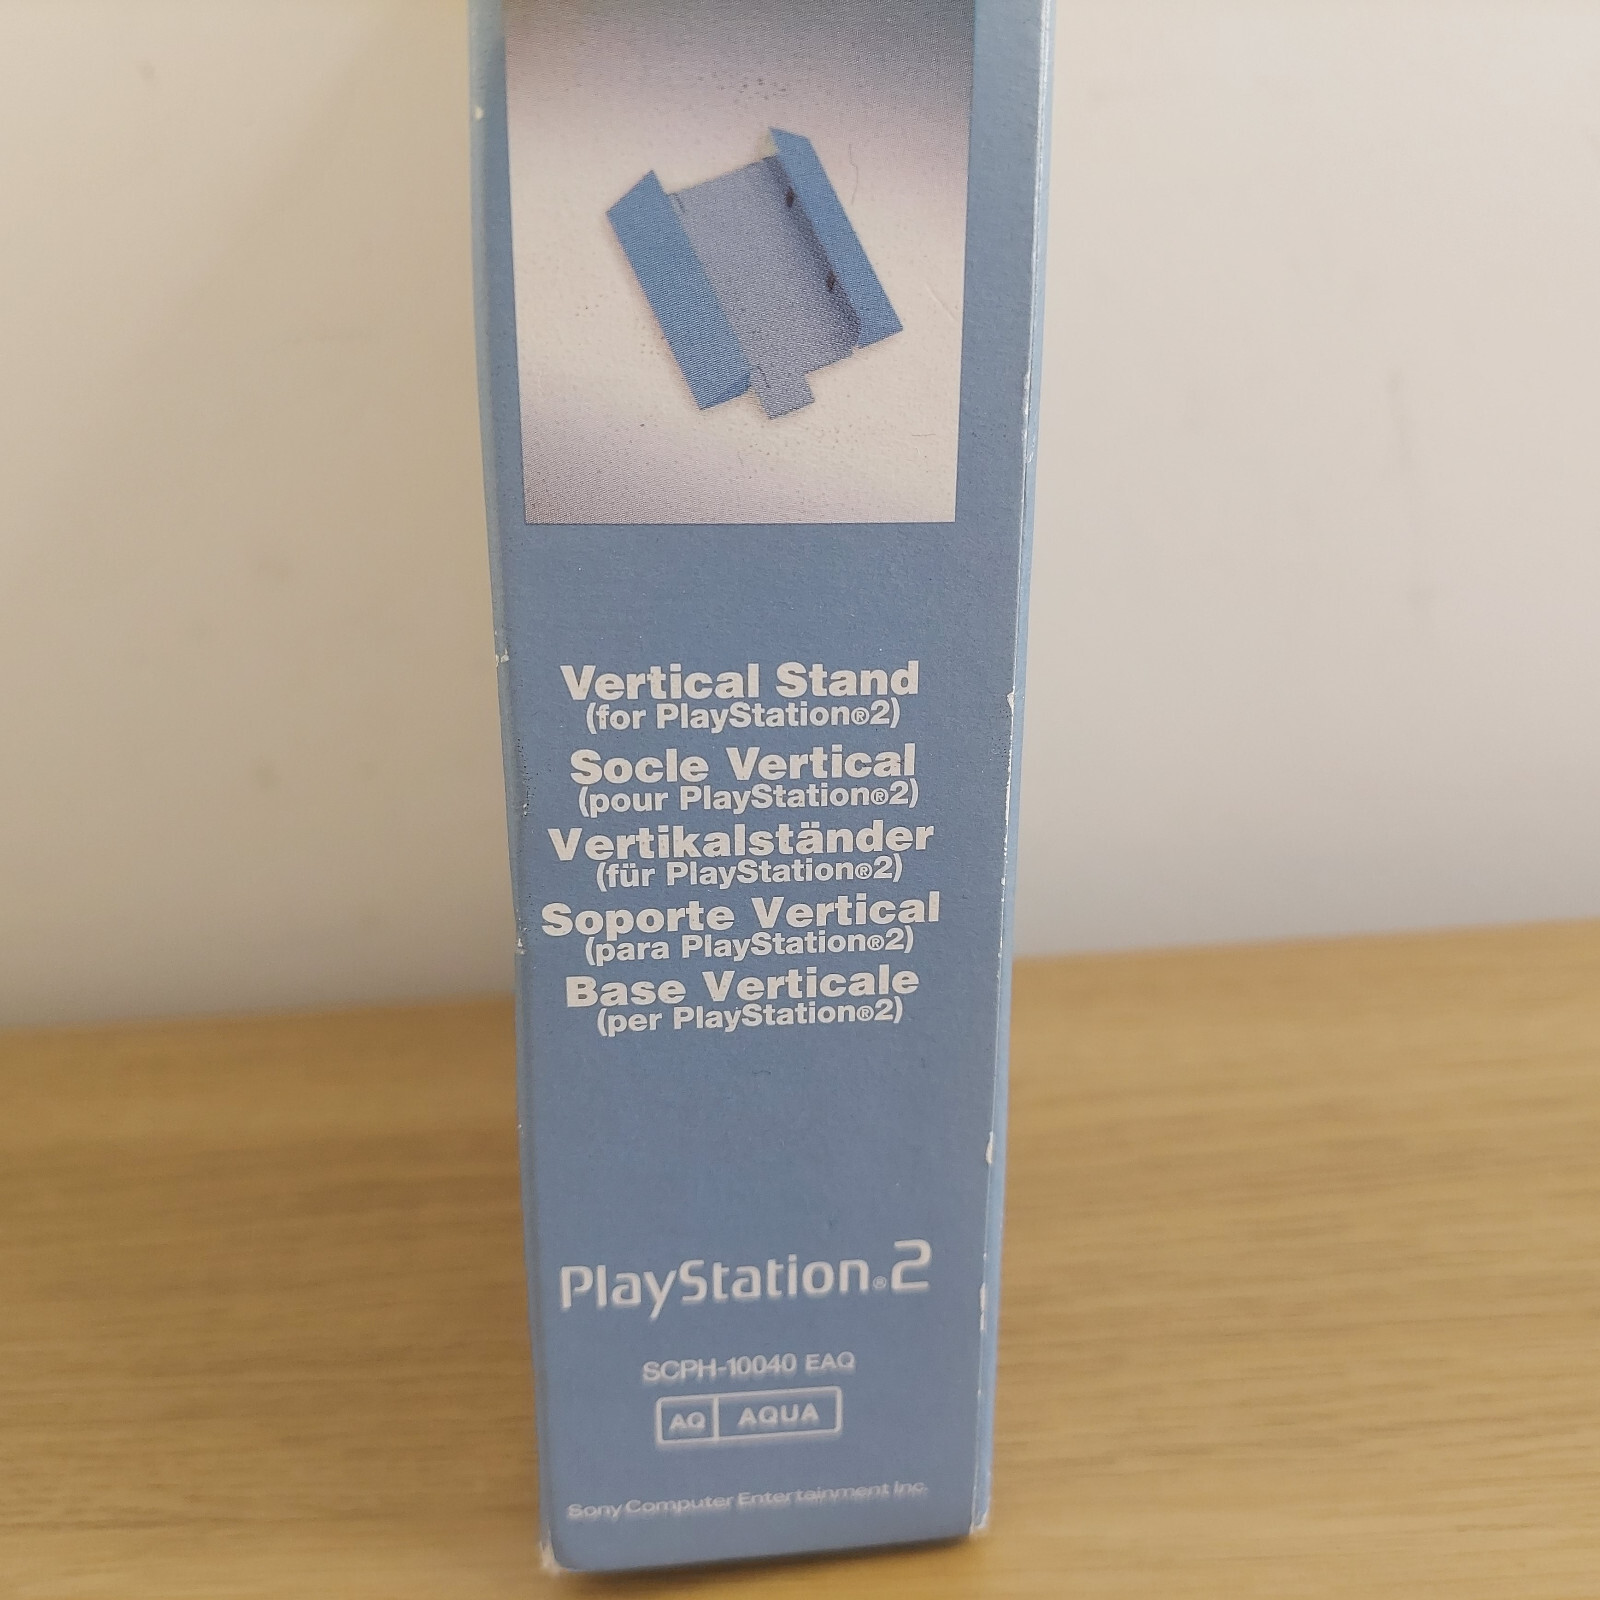 Vertical Stand
(for PlayStation®2)
Socle Vertical
(pour PlayStation®2)
Vertikalständer
(für PlayStation®2)
Soporte Vertical
(para PlayStation®2)
Base Verticale
(per PlayStation®2)
PlayStation®2
SCPH-10040 EAQ
AQ AQUA
Sony Computer Entertainment Inc.